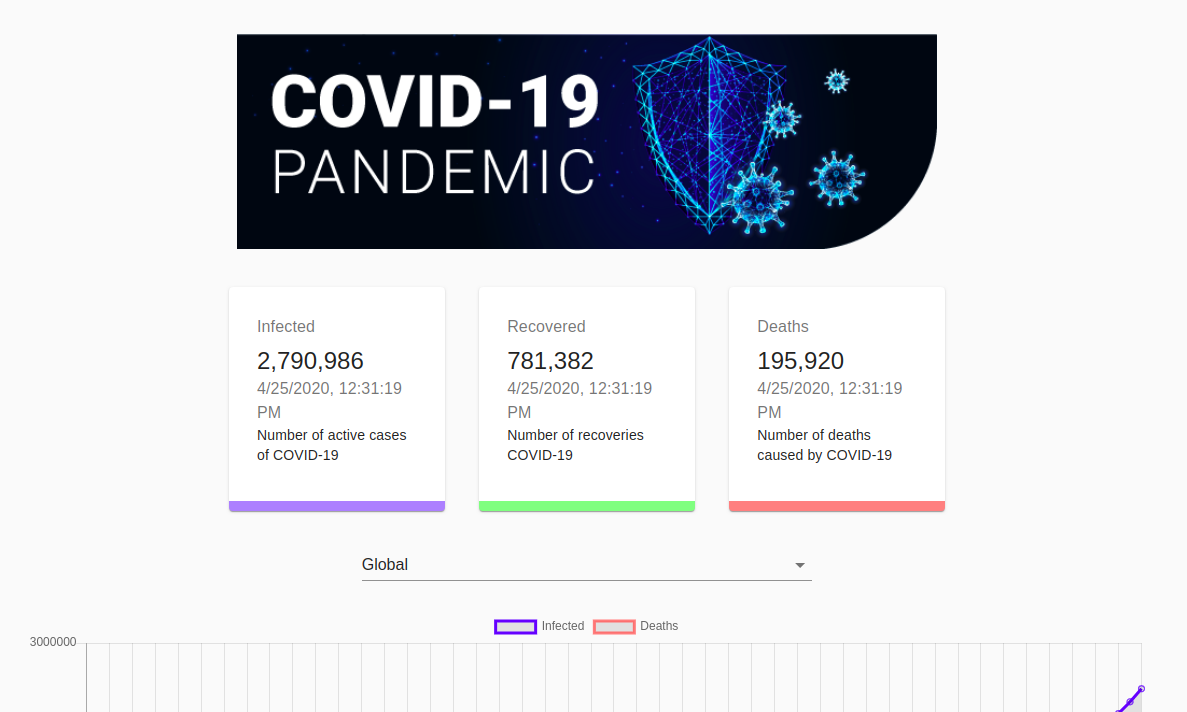 COVID-19
PANDEMIC
Infected
2,790,986
4/25/2020, 12:31:19
PM
Number of active cases
of COVID-19
Recovered
781,382
4/25/2020, 12:31:19
PM
Number of recoveries
COVID-19
Deaths
195,920
4/25/2020, 12:31:19
PM
Number of deaths
caused by COVID-19
Global
Infected Deaths
3000000